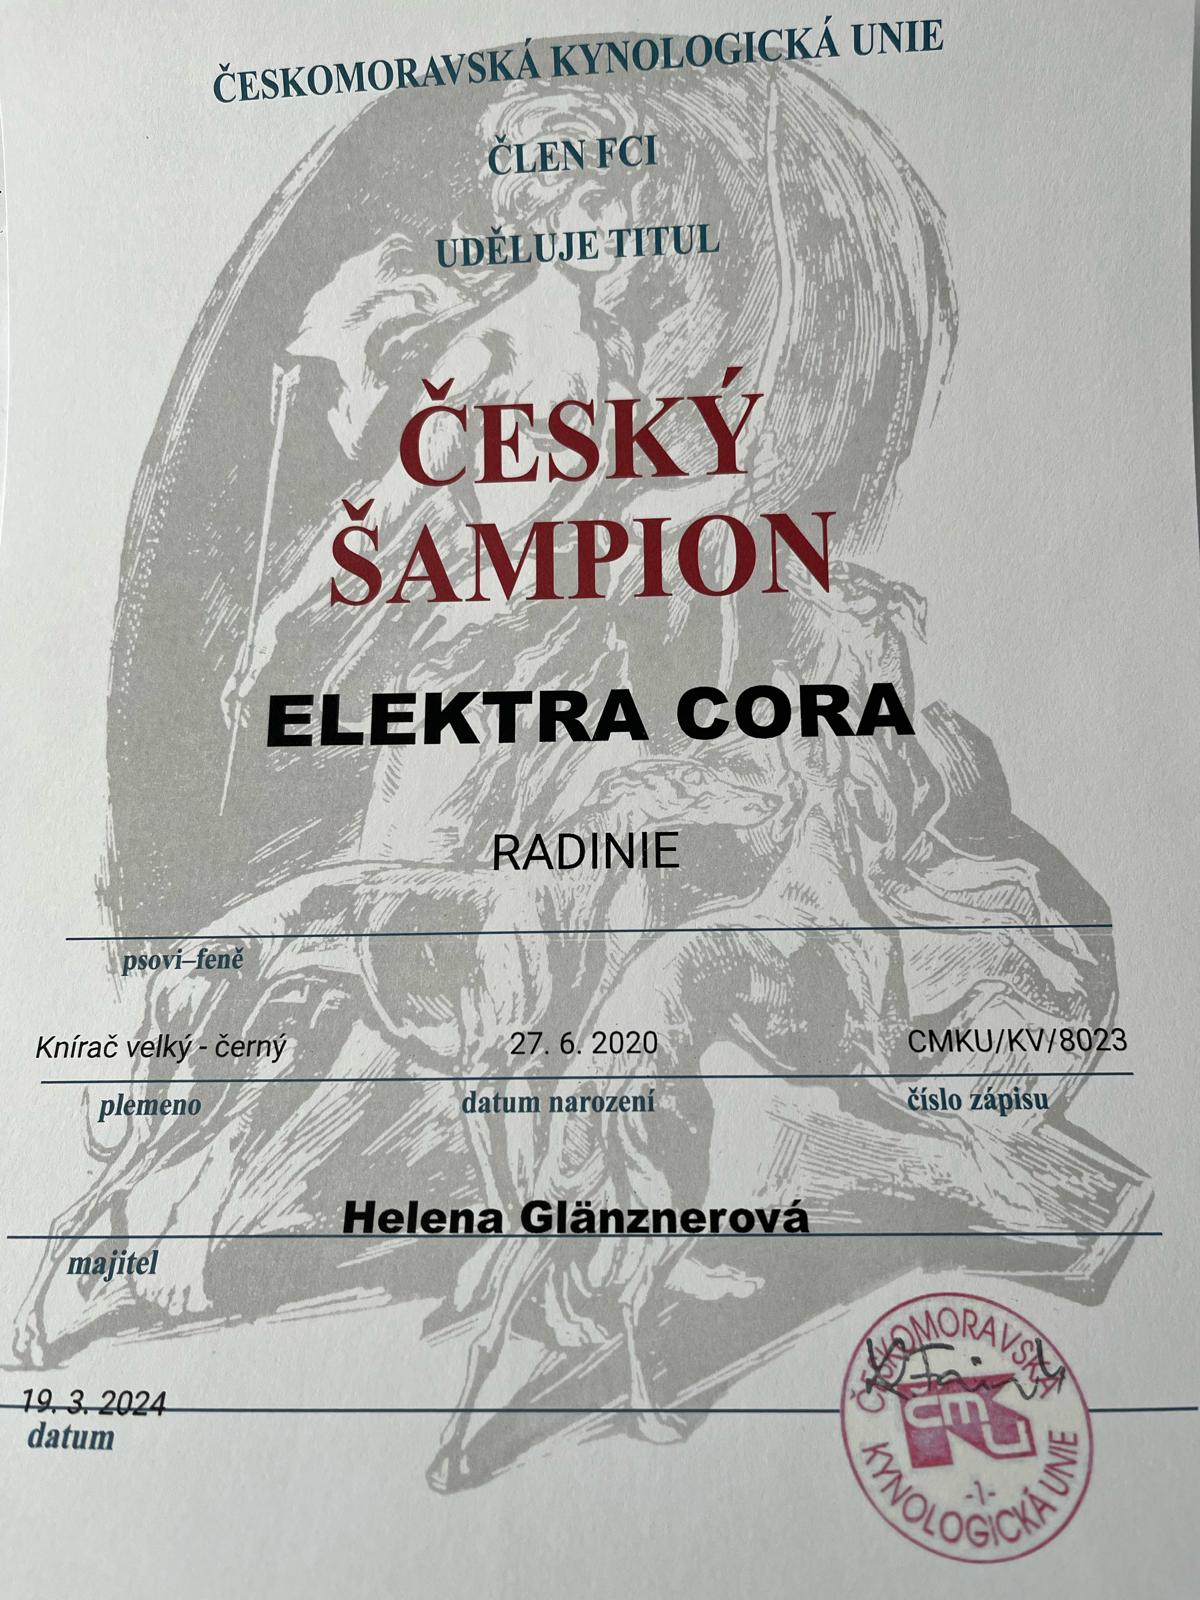 ČESKOMORAVSKÁ KYNOLOGICKÁ UNIE
ČLEN FCI
UDĚLUJE TITUL
ČESKÝ
ŠAMPION
ELEKTRA CORA
RADINIE
psovi–feně
Knírač velký - černý 27. 6. 2020 CMKU/KV/8023
plemeno datum narození číslo zápisu
Helena Glänznerová
majitel
19. 3. 2024
datum
ČESKOMORAVSKÁ
KYNOLOGICKÁ UNIE
-1-